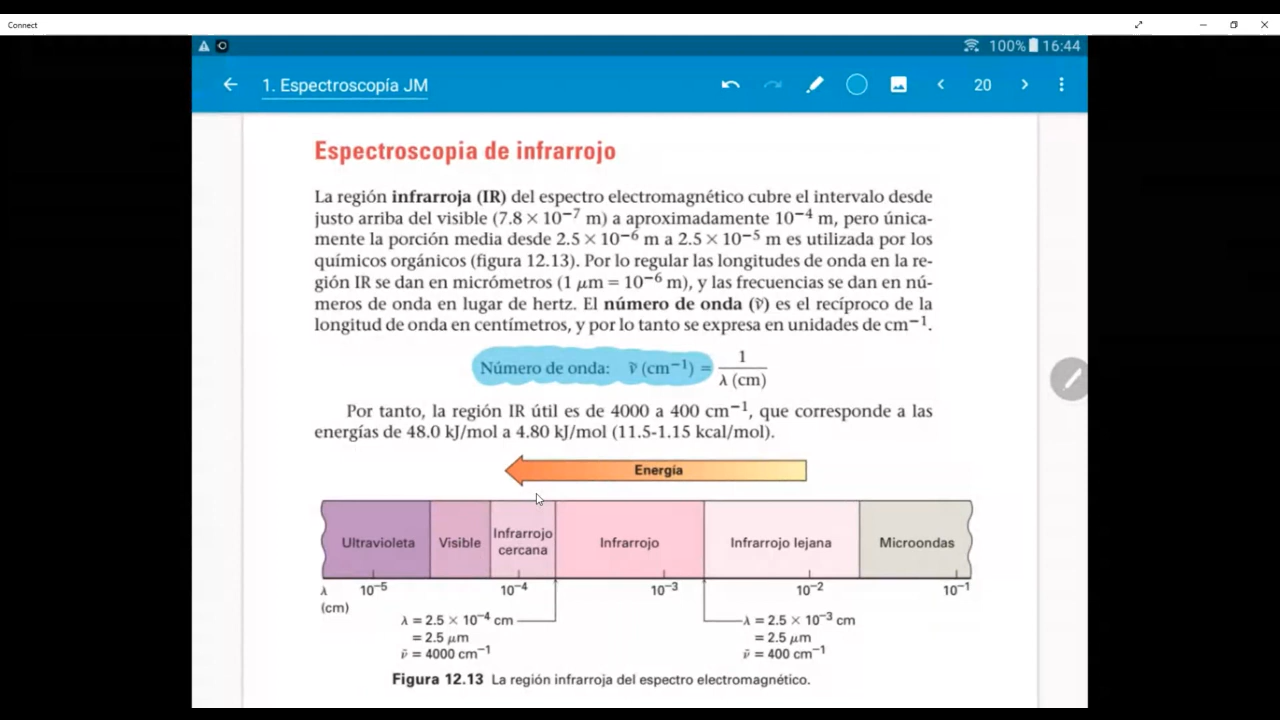 Connect
100% 16:44
1. Espectroscopía JM
20
Espectroscopia de infrarrojo
La región infrarroja (IR) del espectro electromagnético cubre el intervalo desde
justo arriba del visible (7.8 × 10⁻⁷ m) a aproximadamente 10⁻⁴ m, pero única-
mente la porción media desde 2.5 × 10⁻⁶ m a 2.5 × 10⁻⁵ m es utilizada por los
químicos orgánicos (figura 12.13). Por lo regular las longitudes de onda en la re-
gión IR se dan en micrómetros (1 μm = 10⁻⁶ m), y las frecuencias se dan en nú-
meros de onda en lugar de hertz. El número de onda (ν̃) es el recíproco de la
longitud de onda en centímetros, y por lo tanto se expresa en unidades de cm⁻¹.
Número de onda: ν̃ (cm⁻¹) = 1 / λ (cm)
Por tanto, la región IR útil es de 4000 a 400 cm⁻¹, que corresponde a las
energías de 48.0 kJ/mol a 4.80 kJ/mol (11.5-1.15 kcal/mol).
Energía
Ultravioleta Visible Infrarrojo cercana Infrarrojo Infrarrojo lejana Microondas
λ (cm) 10⁻⁵ 10⁻⁴ 10⁻³ 10⁻² 10⁻¹
λ = 2.5 × 10⁻⁴ cm
= 2.5 μm
ν̃ = 4000 cm⁻¹
λ = 2.5 × 10⁻³ cm
= 2.5 μm
ν̃ = 400 cm⁻¹
Figura 12.13 La región infrarroja del espectro electromagnético.